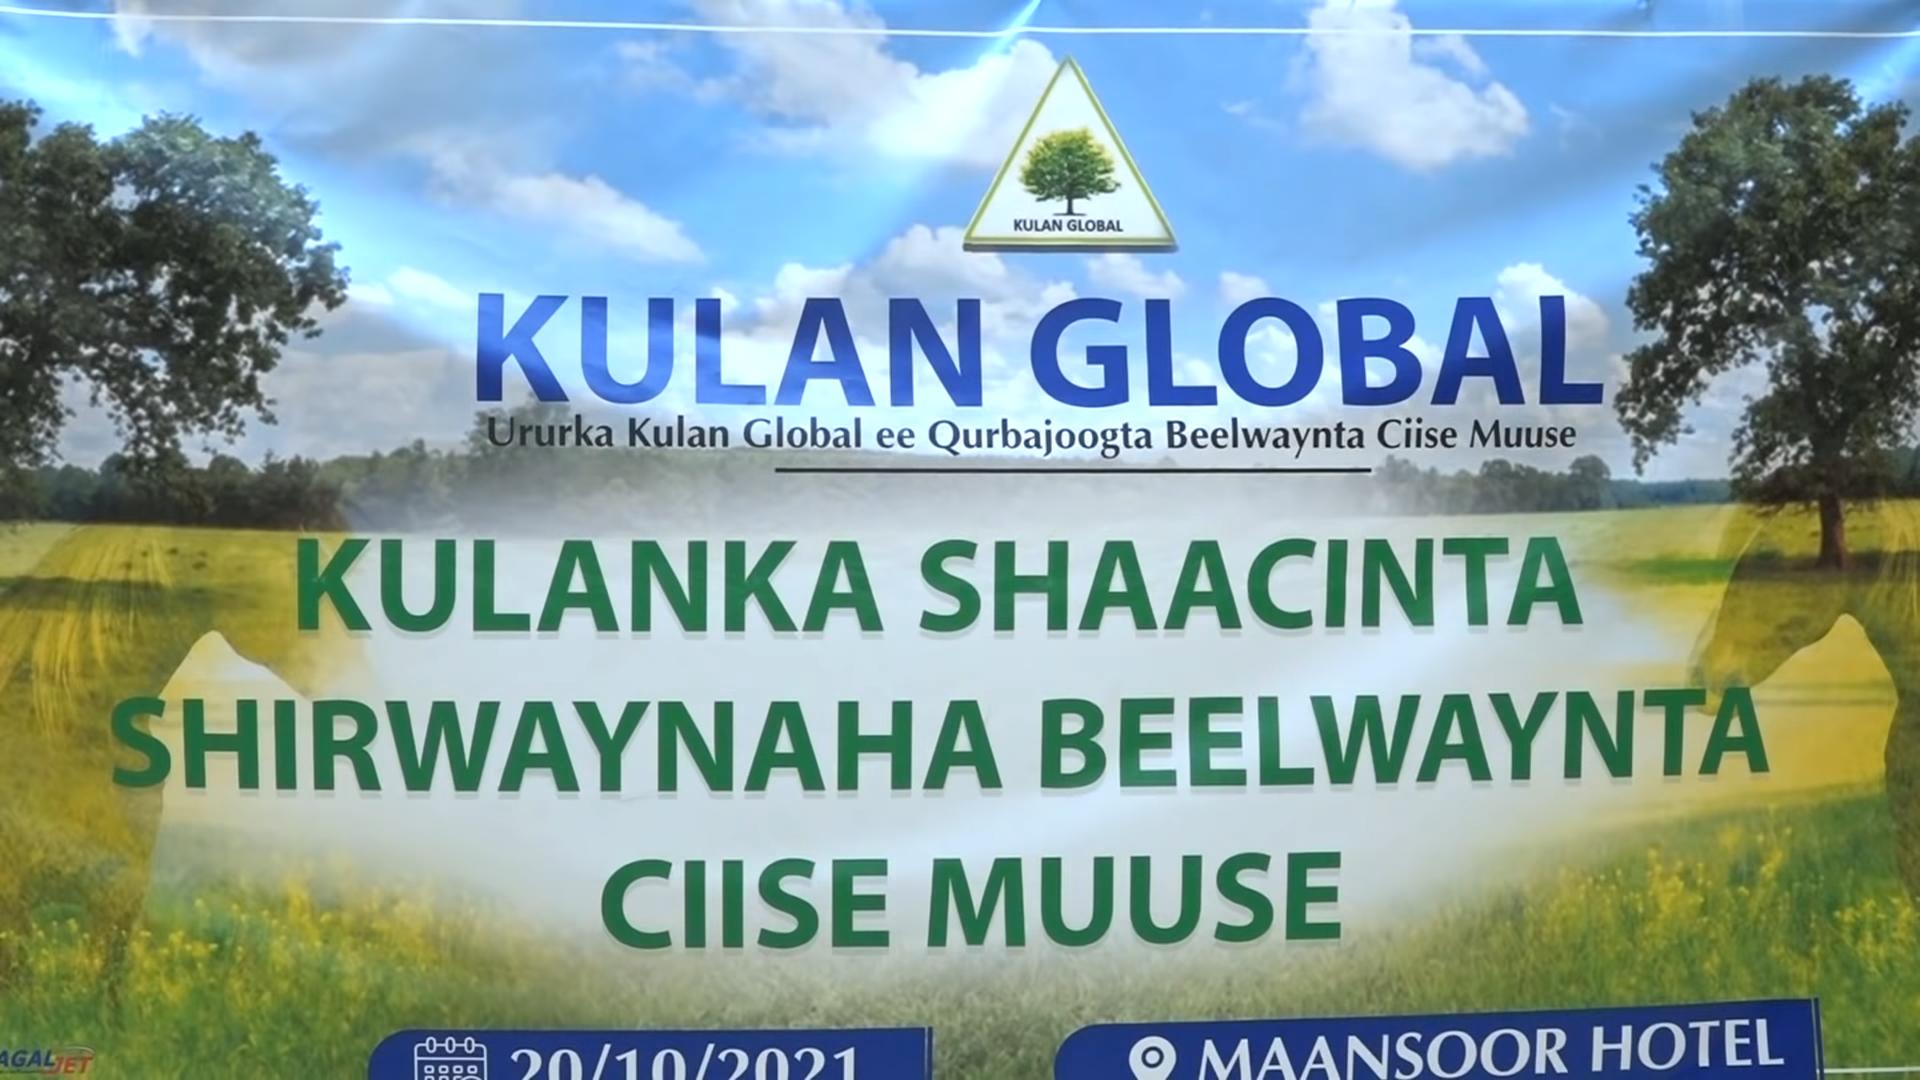 KULAN GLOBAL
KULAN GLOBAL
Ururka Kulan Global ee Qurbajoogta Beelwaynta Ciise Muuse
KULANKA SHAACINTA
SHIRWAYNAHA BEELWAYNTA
CIISE MUUSE
20/10/2021
MAANSOOR HOTEL